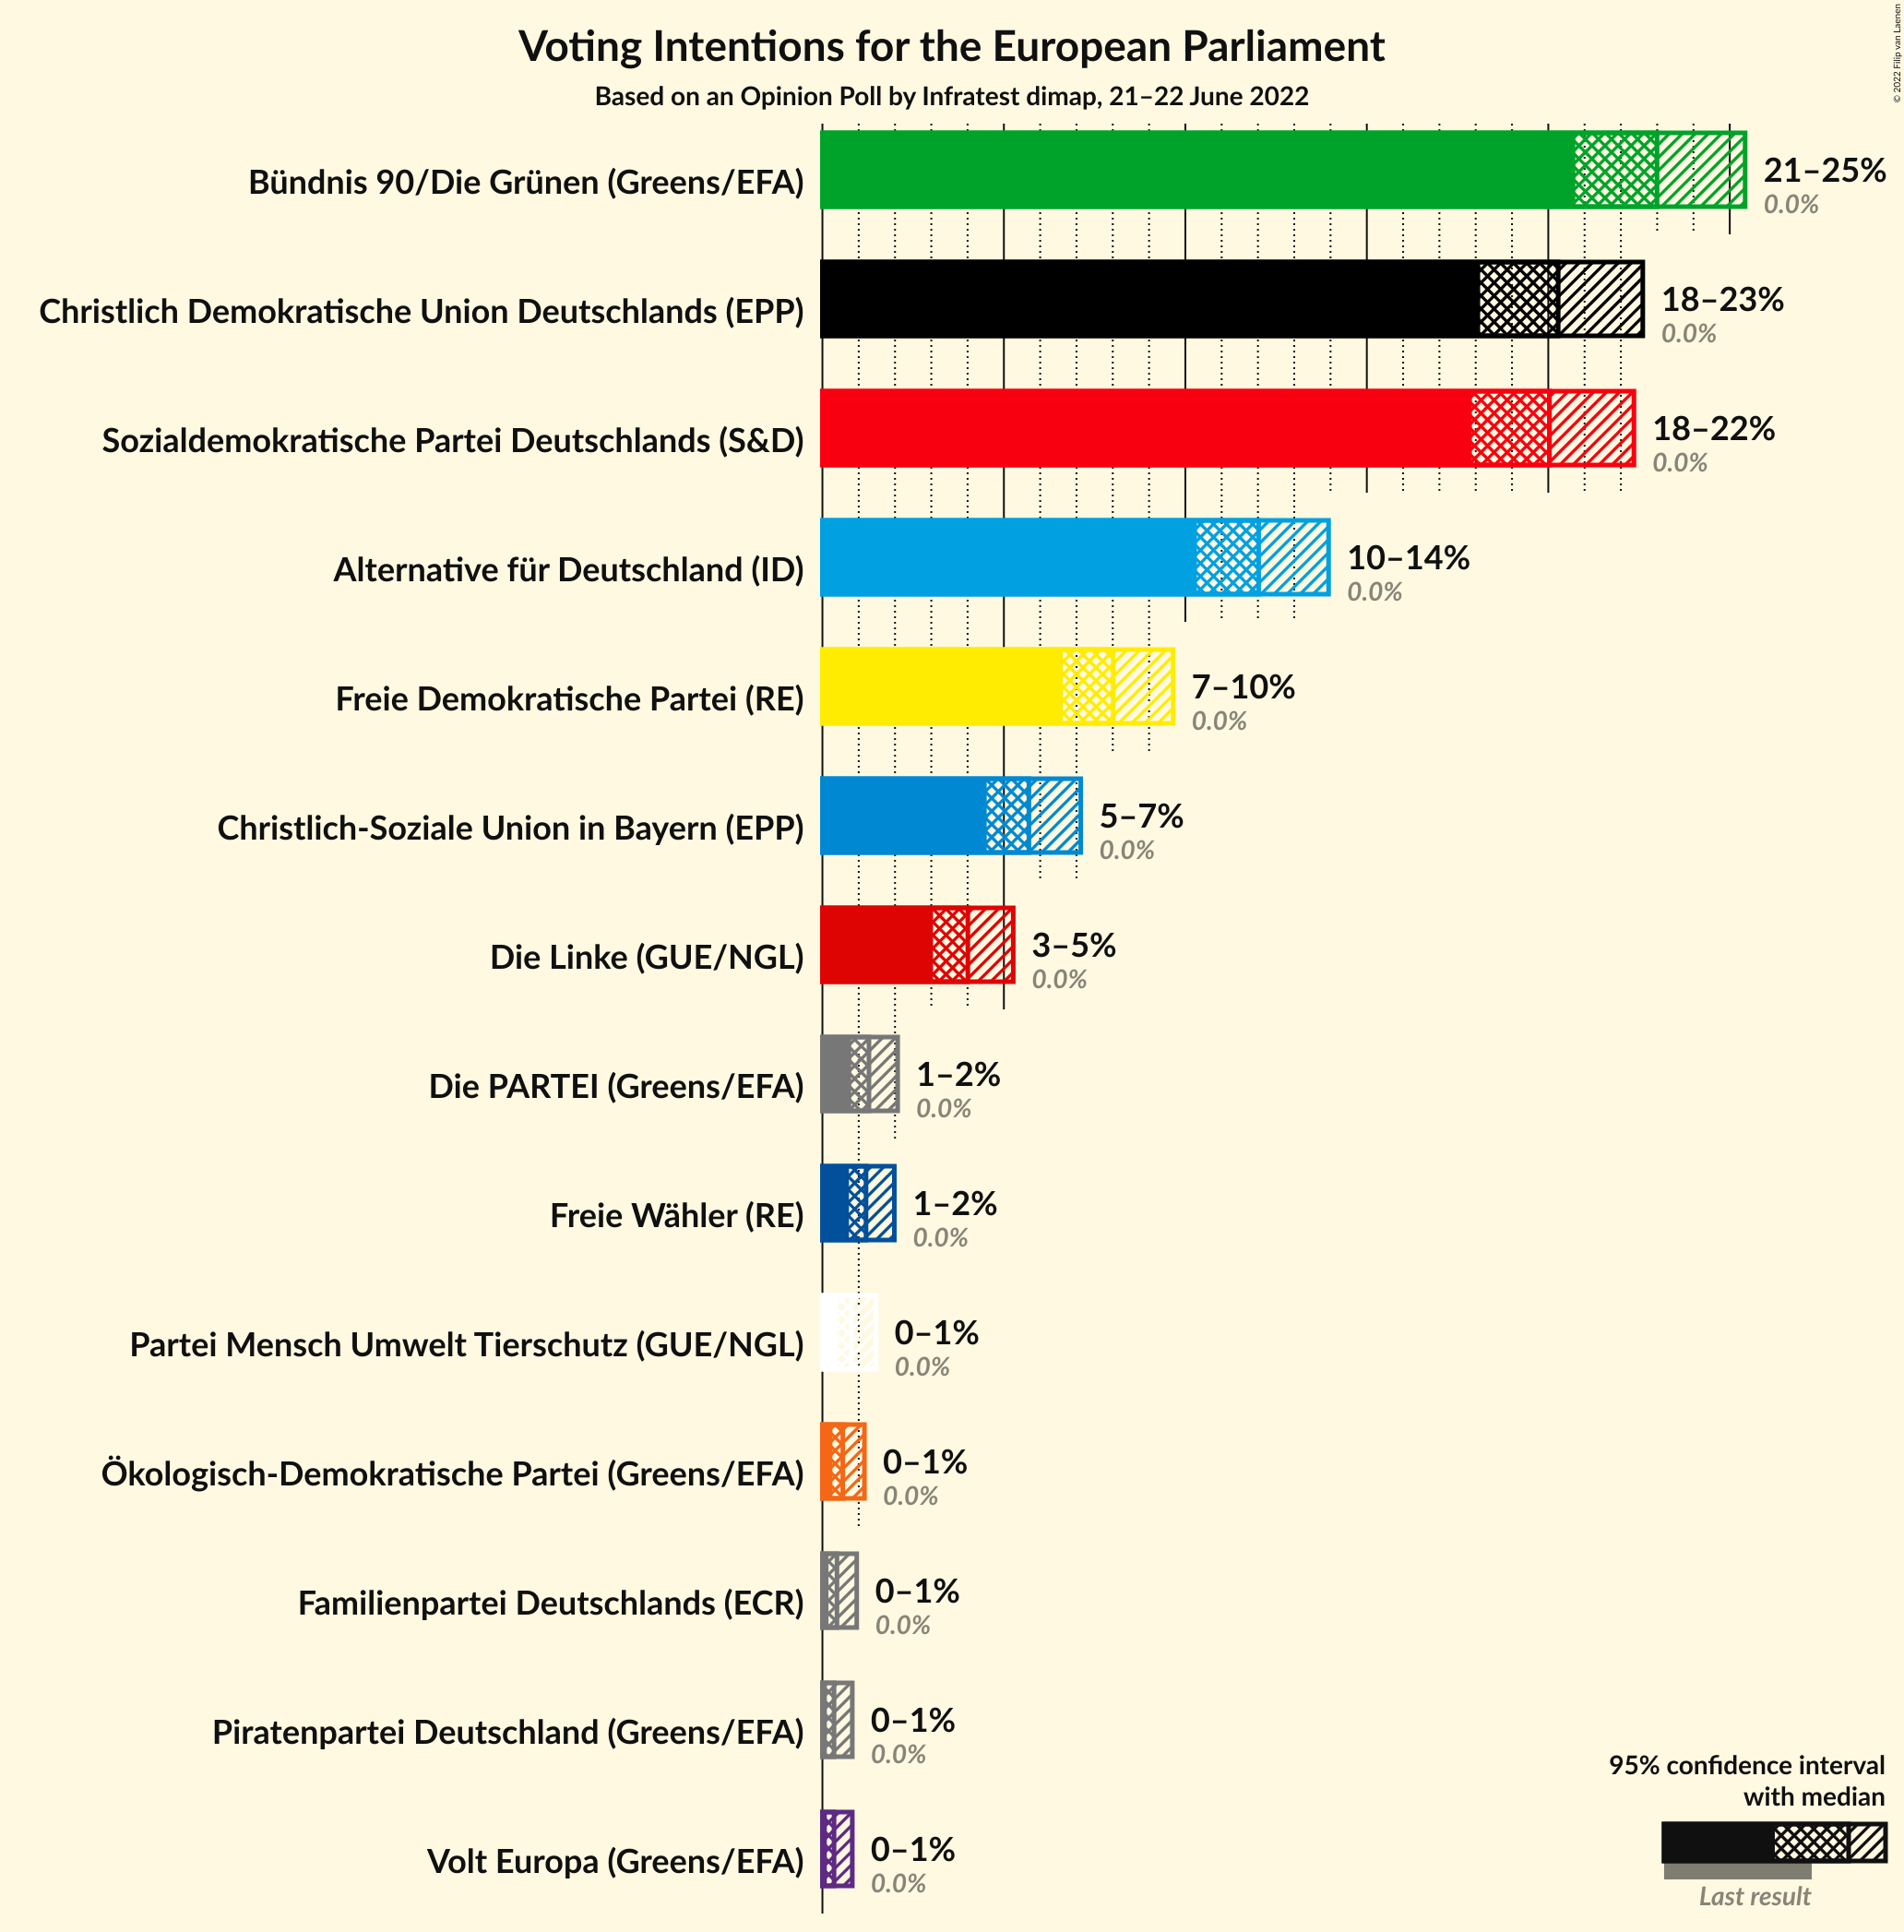 Voting Intentions for the European Parliament
Based on an Opinion Poll by Infratest dimap, 21–22 June 2022
© 2022 Filip van Laenen
Bündnis 90/Die Grünen (Greens/EFA)
21–25%
0.0%
Christlich Demokratische Union Deutschlands (EPP)
18–23%
0.0%
Sozialdemokratische Partei Deutschlands (S&D)
18–22%
0.0%
Alternative für Deutschland (ID)
10–14%
0.0%
Freie Demokratische Partei (RE)
7–10%
0.0%
Christlich-Soziale Union in Bayern (EPP)
5–7%
0.0%
Die Linke (GUE/NGL)
3–5%
0.0%
Die PARTEI (Greens/EFA)
1–2%
0.0%
Freie Wähler (RE)
1–2%
0.0%
Partei Mensch Umwelt Tierschutz (GUE/NGL)
0–1%
0.0%
Ökologisch-Demokratische Partei (Greens/EFA)
0–1%
0.0%
Familienpartei Deutschlands (ECR)
0–1%
0.0%
Piratenpartei Deutschland (Greens/EFA)
0–1%
0.0%
Volt Europa (Greens/EFA)
0–1%
0.0%
95% confidence interval
with median
Last result